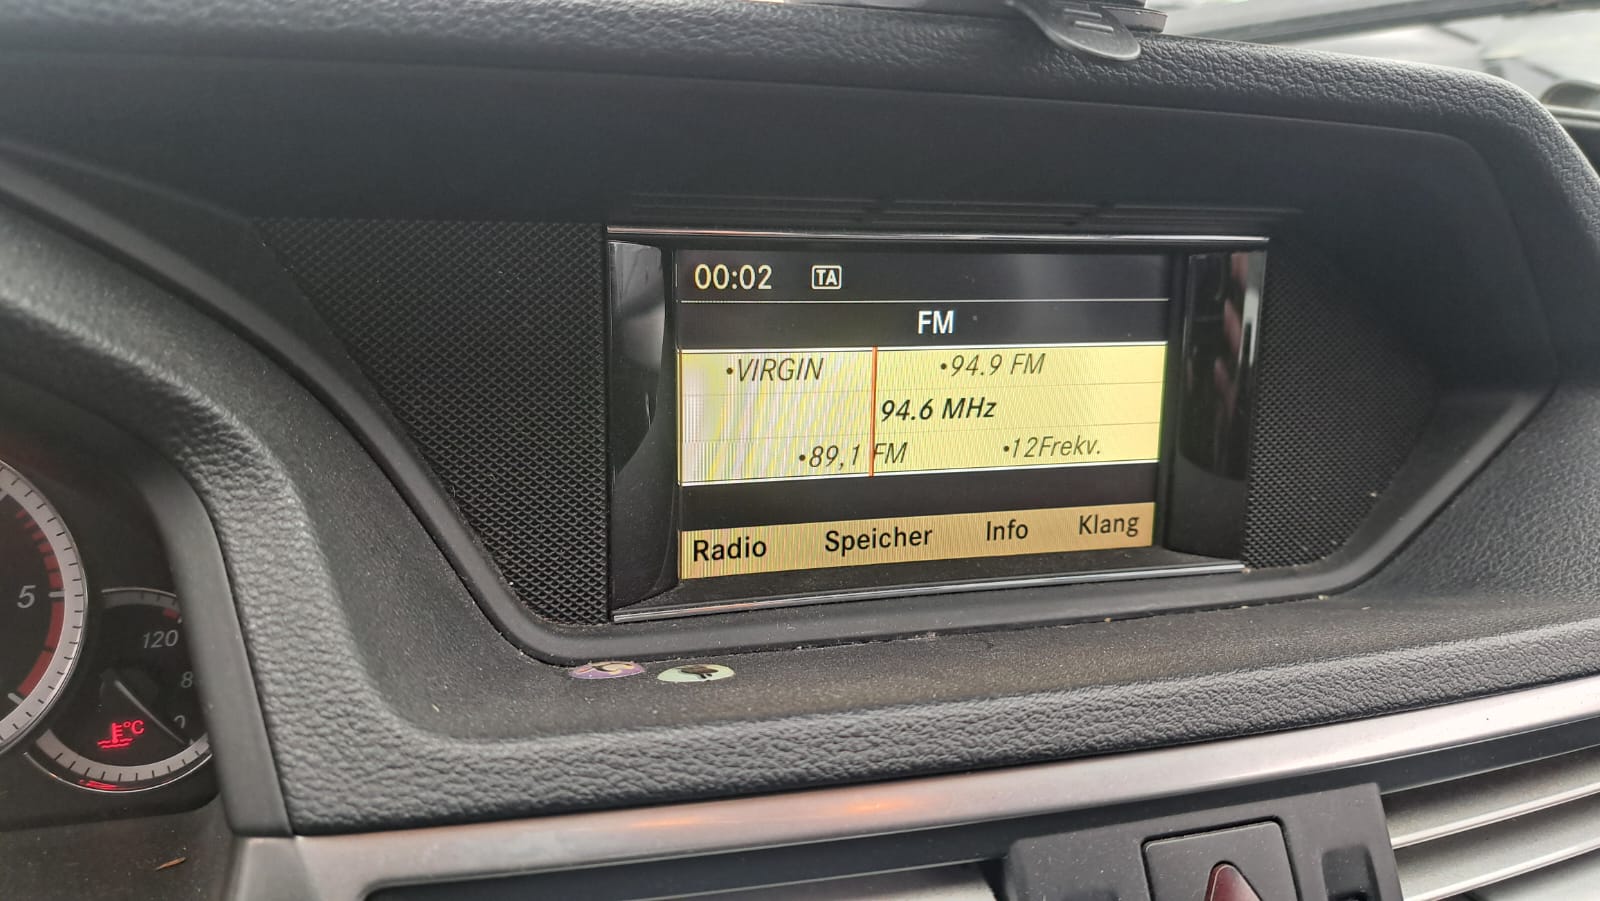 00:02 TA
FM
•VIRGIN •94.9 FM
94.6 MHz
•89,1 FM •12Frekv.
Radio Speicher Info Klang
5
120
8
°C